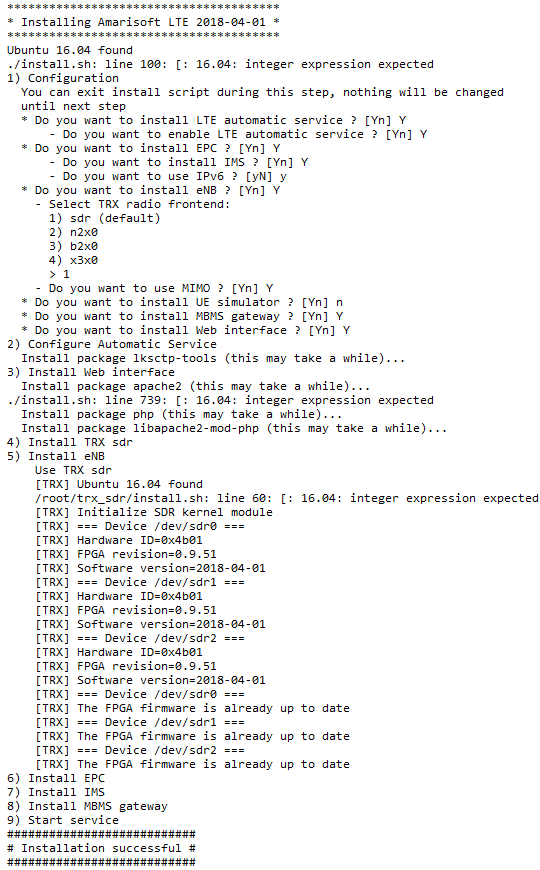 ***************************************
* Installing Amarisoft LTE 2018-04-01 *
***************************************
Ubuntu 16.04 found
./install.sh: line 100: [: 16.04: integer expression expected
1) Configuration
  You can exit install script during this step, nothing will be changed
  until next step
  * Do you want to install LTE automatic service ? [Yn] Y
      - Do you want to enable LTE automatic service ? [Yn] Y
  * Do you want to install EPC ? [Yn] Y
      - Do you want to install IMS ? [Yn] Y
      - Do you want to use IPv6 ? [yN] y
  * Do you want to install eNB ? [Yn] Y
    - Select TRX radio frontend:
      1) sdr (default)
      2) n2x0
      3) b2x0
      4) x3x0
      > 1
    - Do you want to use MIMO ? [Yn] Y
  * Do you want to install UE simulator ? [Yn] n
  * Do you want to install MBMS gateway ? [Yn] Y
  * Do you want to install Web interface ? [Yn] Y
2) Configure Automatic Service
  Install package lksctp-tools (this may take a while)...
3) Install Web interface
  Install package apache2 (this may take a while)...
./install.sh: line 739: [: 16.04: integer expression expected
  Install package php (this may take a while)...
  Install package libapache2-mod-php (this may take a while)...
4) Install TRX sdr
5) Install eNB
    Use TRX sdr
    [TRX] Ubuntu 16.04 found
    /root/trx_sdr/install.sh: line 60: [: 16.04: integer expression expected
    [TRX] Initialize SDR kernel module
    [TRX] === Device /dev/sdr0 ===
    [TRX] Hardware ID=0x4b01
    [TRX] FPGA revision=0.9.51
    [TRX] Software version=2018-04-01
    [TRX] === Device /dev/sdr1 ===
    [TRX] Hardware ID=0x4b01
    [TRX] FPGA revision=0.9.51
    [TRX] Software version=2018-04-01
    [TRX] === Device /dev/sdr2 ===
    [TRX] Hardware ID=0x4b01
    [TRX] FPGA revision=0.9.51
    [TRX] Software version=2018-04-01
    [TRX] === Device /dev/sdr0 ===
    [TRX] The FPGA firmware is already up to date
    [TRX] === Device /dev/sdr1 ===
    [TRX] The FPGA firmware is already up to date
    [TRX] === Device /dev/sdr2 ===
    [TRX] The FPGA firmware is already up to date
6) Install EPC
7) Install IMS
8) Install MBMS gateway
9) Start service
###########################
# Installation successful #
###########################